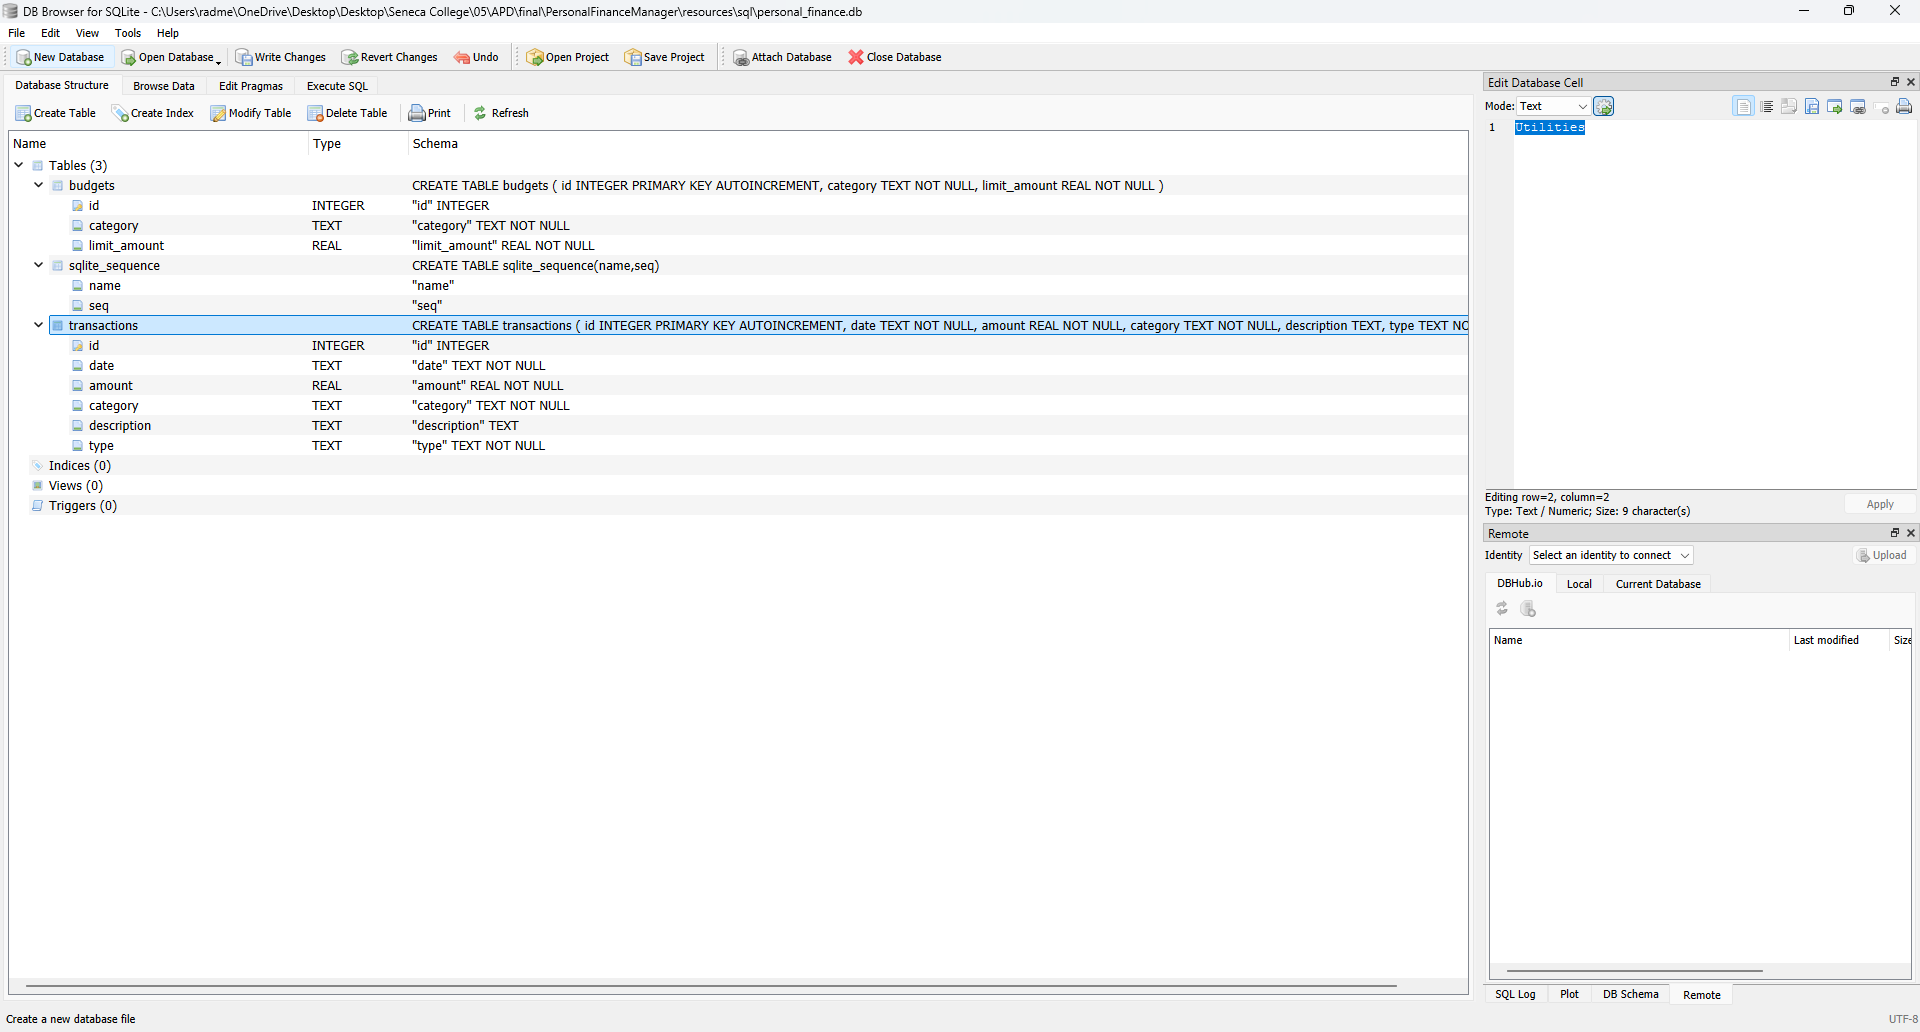 DB Browser for SQLite - C:\Users\radme\OneDrive\Desktop\Desktop\Seneca College\05\APD\final\PersonalFinanceManager\resources\sql\personal_finance.db
File Edit View Tools Help
New Database Open Database Write Changes Revert Changes Undo Open Project Save Project Attach Database Close Database
Database Structure Browse Data Edit Pragmas Execute SQL
Create Table Create Index Modify Table Delete Table Print Refresh
Name Type Schema
Tables (3)
budgets CREATE TABLE budgets ( id INTEGER PRIMARY KEY AUTOINCREMENT, category TEXT NOT NULL, limit_amount REAL NOT NULL )
id INTEGER "id" INTEGER
category TEXT "category" TEXT NOT NULL
limit_amount REAL "limit_amount" REAL NOT NULL
sqlite_sequence CREATE TABLE sqlite_sequence(name,seq)
name "name"
seq "seq"
transactions CREATE TABLE transactions ( id INTEGER PRIMARY KEY AUTOINCREMENT, date TEXT NOT NULL, amount REAL NOT NULL, category TEXT NOT NULL, description TEXT, type TEXT NO
id INTEGER "id" INTEGER
date TEXT "date" TEXT NOT NULL
amount REAL "amount" REAL NOT NULL
category TEXT "category" TEXT NOT NULL
description TEXT "description" TEXT
type TEXT "type" TEXT NOT NULL
Indices (0)
Views (0)
Triggers (0)
Edit Database Cell
Mode: Text
1 Utilities
Editing row=2, column=2
Type: Text / Numeric; Size: 9 character(s)
Apply
Remote
Identity Select an identity to connect Upload
DBHub.io Local Current Database
Name Last modified Size
SQL Log Plot DB Schema Remote
Create a new database file
UTF-8